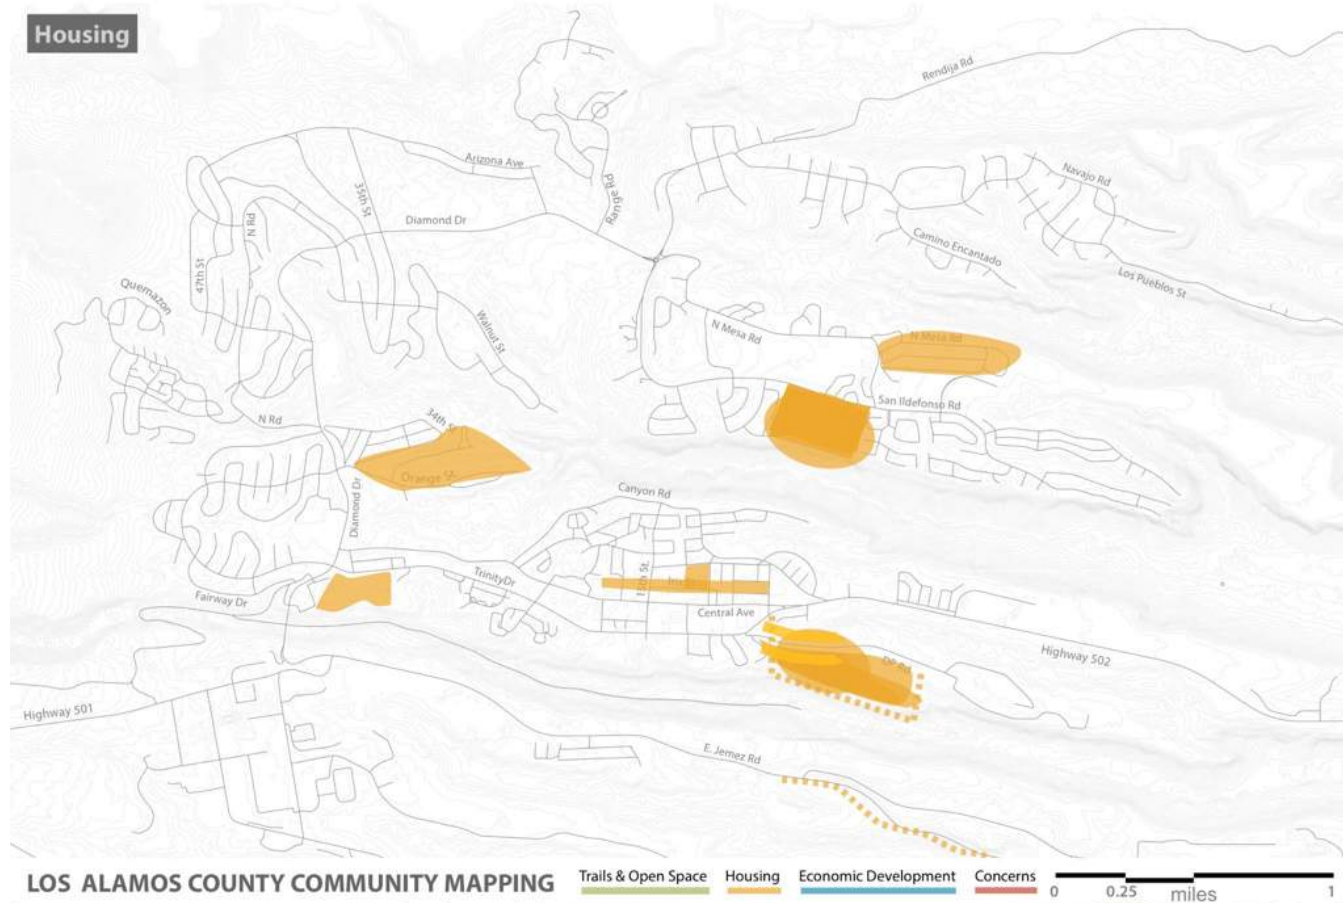 Housing
Rendija Rd
Arizona Ave
Navajo Rd
35th St
Range Rd
Diamond Dr
N Rd
Camino Encantado
47th St
Los Pueblos St
Quemazon
Walnut St
N Mesa Rd
N Mesa Rd
San Ildefonso Rd
N Rd
34th St
Orange St
Canyon Rd
Diamond Dr
Trinity Dr
15th St.
Fairway Dr
Central Ave
Highway 502
DP Rd
Highway 501
E. Jemez Rd
LOS ALAMOS COUNTY COMMUNITY MAPPING
Trails & Open Space
Housing
Economic Development
Concerns
0 0.25 miles 1